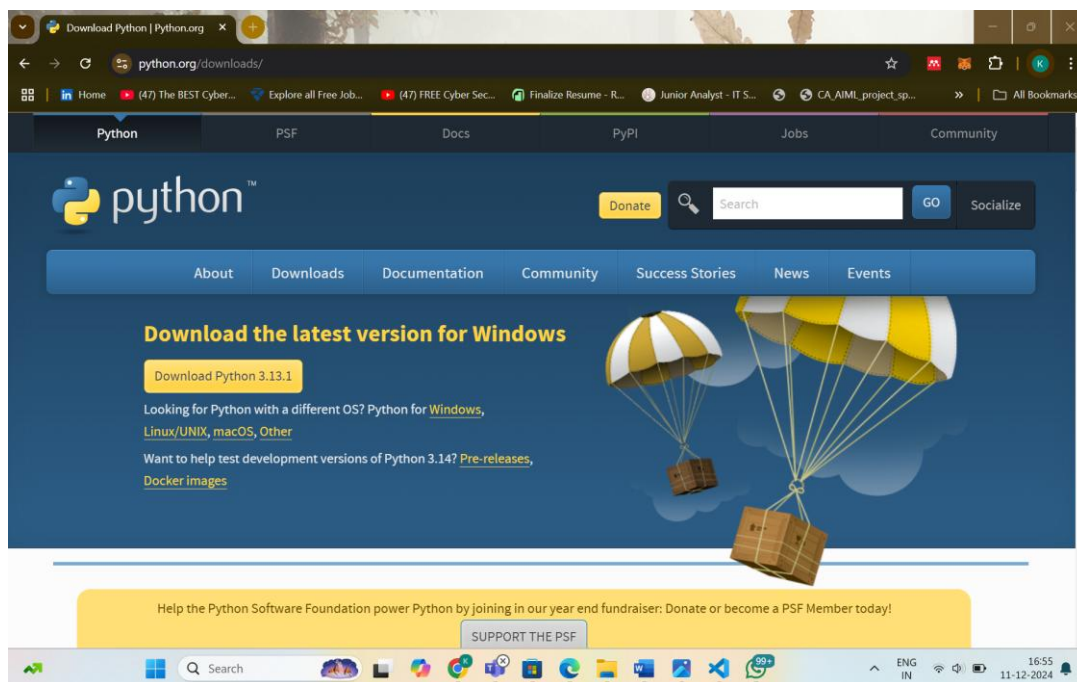 Download Python | Python.org
python.org/downloads/
K
in Home
(47) The BEST Cyber...
Explore all Free Job...
(47) FREE Cyber Sec...
Finalize Resume - R...
Junior Analyst - IT S...
CA_AIML_project_sp...
»
All Bookmarks
Python PSF Docs PyPI Jobs Community
python™
Donate
Search
GO
Socialize
About Downloads Documentation Community Success Stories News Events
Download the latest version for Windows
Download Python 3.13.1
Looking for Python with a different OS? Python for Windows,
Linux/UNIX, macOS, Other
Want to help test development versions of Python 3.14? Pre-releases,
Docker images
Help the Python Software Foundation power Python by joining in our year end fundraiser: Donate or become a PSF Member today!
SUPPORT THE PSF
Search
99+
ENG
IN
16:55
11-12-2024